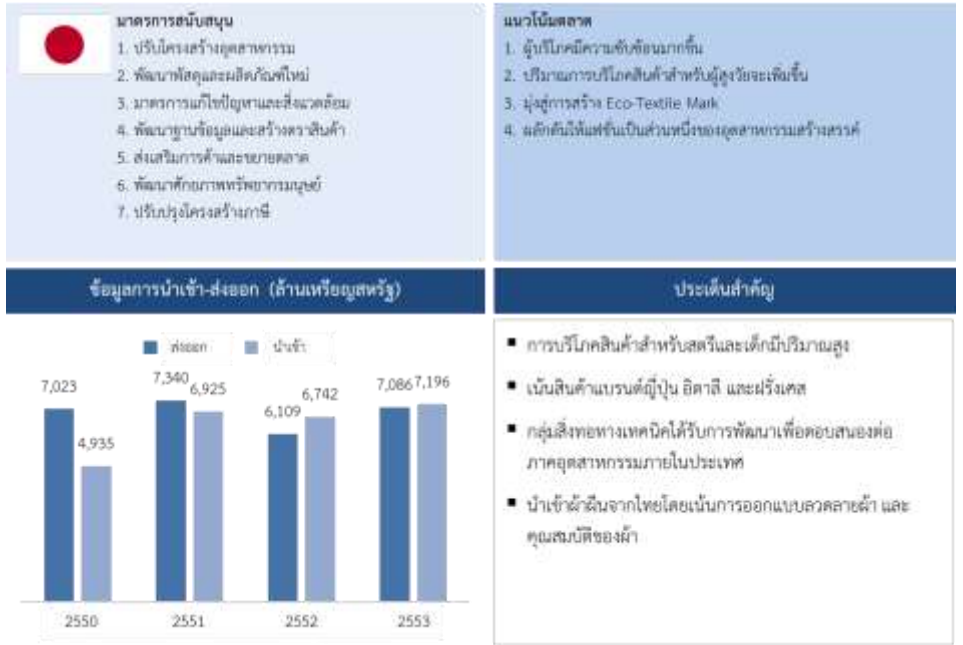 มาตรการสนับสนุน
1. ปรับโครงสร้างอุตสาหกรรม
2. พัฒนาพัสดุและผลิตภัณฑ์ใหม่
3. มาตรการแก้ไขปัญหาและสิ่งแวดล้อม
4. พัฒนาฐานข้อมูลและสร้างตราสินค้า
5. ส่งเสริมการค้าและขยายตลาด
6. พัฒนาศักยภาพทรัพยากรมนุษย์
7. ปรับปรุงโครงสร้างภาษี
แนวโน้มตลาด
1. ผู้บริโภคมีความซับซ้อนมากขึ้น
2. ปริมาณการบริโภคสินค้าสำหรับผู้สูงวัยจะเพิ่มขึ้น
3. มุ่งสู่การสร้าง Eco-Textile Mark
4. ผลักดันให้แฟชั่นเป็นส่วนหนึ่งของอุตสาหกรรมสร้างสรรค์
ข้อมูลการนำเข้า-ส่งออก (ล้านเหรียญสหรัฐ)
ส่งออก นำเข้า
7,023 4,935 7,340 6,925 6,109 6,742 7,086 7,196
2550 2551 2552 2553
ประเด็นสำคัญ
▪ การบริโภคสินค้าสำหรับสตรีและเด็กมีปริมาณสูง
▪ เน้นสินค้าแบรนด์ญี่ปุ่น อิตาลี และฝรั่งเศส
▪ กลุ่มสิ่งทอทางเทคนิคได้รับการพัฒนาเพื่อตอบสนองต่อ
ภาคอุตสาหกรรมภายในประเทศ
▪ นำเข้าผ้าผืนจากไทยโดยเน้นการออกแบบลวดลายผ้า และ
คุณสมบัติของผ้า